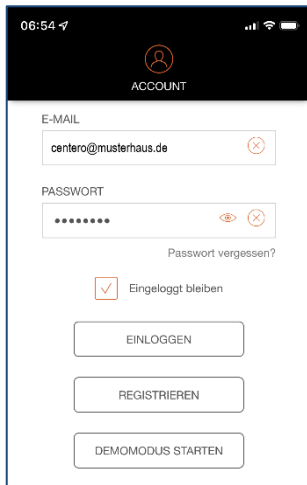 06:54
ACCOUNT
E-MAIL
centero@musterhaus.de
PASSWORT
••••••••
Passwort vergessen?
Eingeloggt bleiben
EINLOGGEN
REGISTRIEREN
DEMOMODUS STARTEN